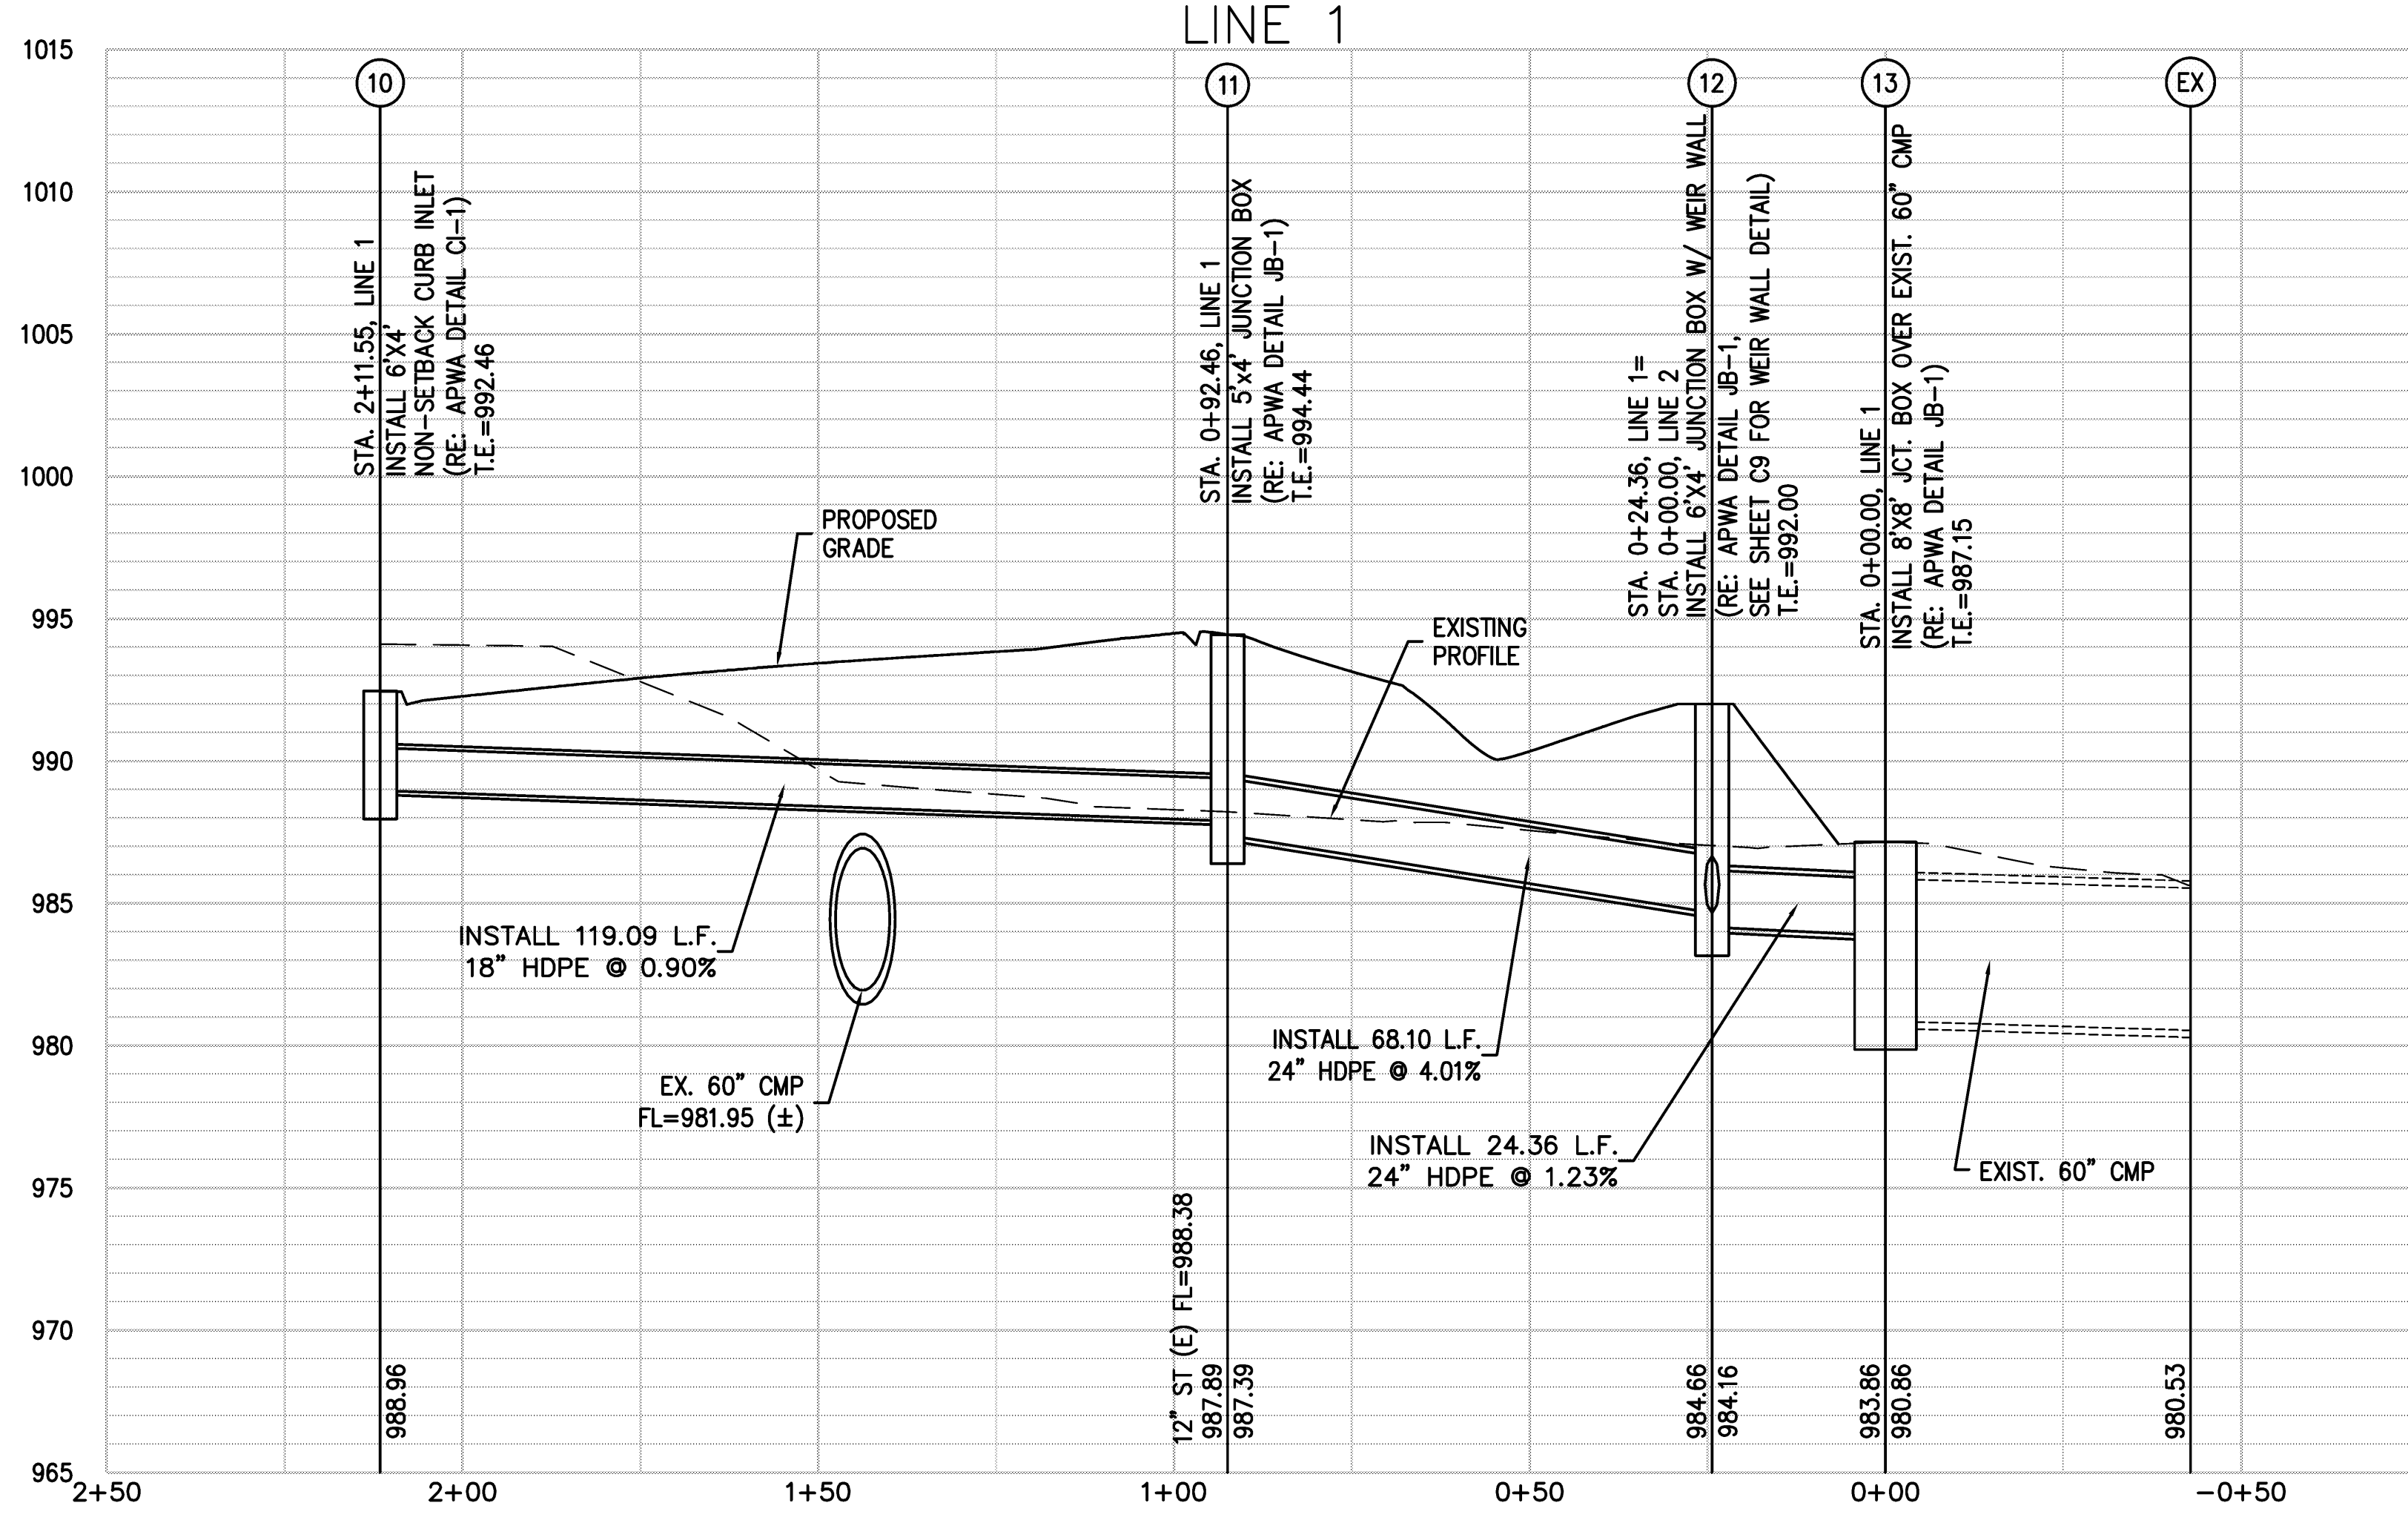 LINE 1
1015
1010
1005
1000
995
990
985
980
975
970
965
10
11
12
13
EX
STA. 2+11.55, LINE 1
INSTALL 6'X4'
NON-SETBACK CURB INLET
(RE: APWA DETAIL CI-1)
T.E.=992.46
STA. 0+92.46, LINE 1
INSTALL 5'x4' JUNCTION BOX
(RE: APWA DETAIL JB-1)
T.E.=994.44
STA. 0+24.36, LINE 1=
STA. 0+00.00, LINE 2
INSTALL 6'X4' JUNCTION BOX W/ WEIR WALL
(RE: APWA DETAIL JB-1,
SEE SHEET C9 FOR WEIR WALL DETAIL)
T.E.=992.00
STA. 0+00.00, LINE 1
INSTALL 8'X8' JCT. BOX OVER EXIST. 60" CMP
(RE: APWA DETAIL JB-1)
T.E.=987.15
PROPOSED
GRADE
EXISTING
PROFILE
INSTALL 119.09 L.F.
18" HDPE @ 0.90%
EX. 60" CMP
FL=981.95 (±)
INSTALL 68.10 L.F.
24" HDPE @ 4.01%
INSTALL 24.36 L.F.
24" HDPE @ 1.23%
EXIST. 60" CMP
988.96
12" ST (E) FL=988.38
987.89
987.39
984.66
984.16
983.86
980.86
980.53
2+50
2+00
1+50
1+00
0+50
0+00
-0+50